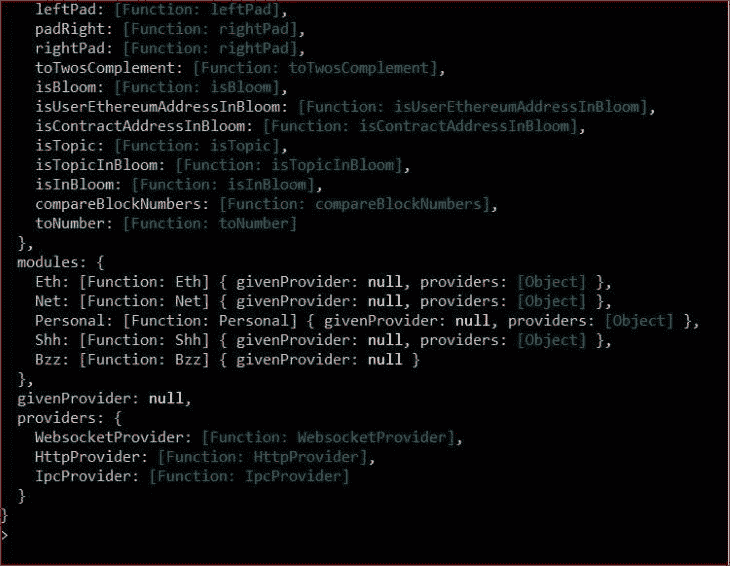 leftPad: [Function: leftPad],
padRight: [Function: rightPad],
rightPad: [Function: rightPad],
toTwosComplement: [Function: toTwosComplement],
isBloom: [Function: isBloom],
isUserEthereumAddressInBloom: [Function: isUserEthereumAddressInBloom],
isContractAddressInBloom: [Function: isContractAddressInBloom],
isTopic: [Function: isTopic],
isTopicInBloom: [Function: isTopicInBloom],
isInBloom: [Function: isInBloom],
compareBlockNumbers: [Function: compareBlockNumbers],
toNumber: [Function: toNumber]
},
modules: {
Eth: [Function: Eth] { givenProvider: null, providers: [Object] },
Net: [Function: Net] { givenProvider: null, providers: [Object] },
Personal: [Function: Personal] { givenProvider: null, providers: [Object] },
Shh: [Function: Shh] { givenProvider: null, providers: [Object] },
Bzz: [Function: Bzz] { givenProvider: null }
},
givenProvider: null,
providers: {
WebsocketProvider: [Function: WebsocketProvider],
HttpProvider: [Function: HttpProvider],
IpcProvider: [Function: IpcProvider]
}
}
>